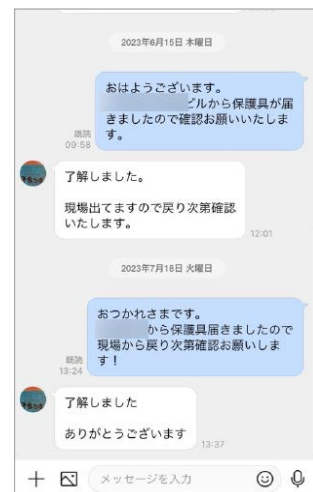 2023年6月15日 木曜日
おはようございます。
ビルから保護具が届
きましたので確認お願いいたしま
す。
既読
09:58
了解しました。
現場出てますので戻り次第確認
いたします。
12:01
2023年7月18日 火曜日
おつかれさまです。
から保護具届きましたので
現場から戻り次第確認お願いしま
す！
既読
13:24
了解しました
ありがとうございます
13:37
メッセージを入力